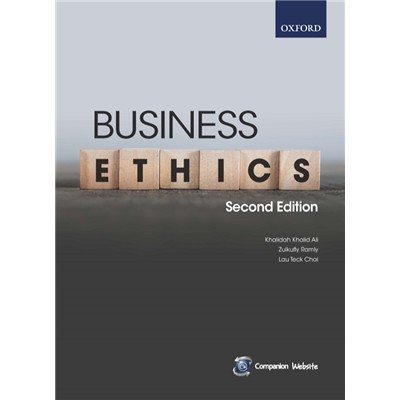 OXFORD
BUSINESS
ETHICS
Second Edition
Khalidah Khalid Ali
Zulkufly Ramly
Lau Teck Chai
Companion Website